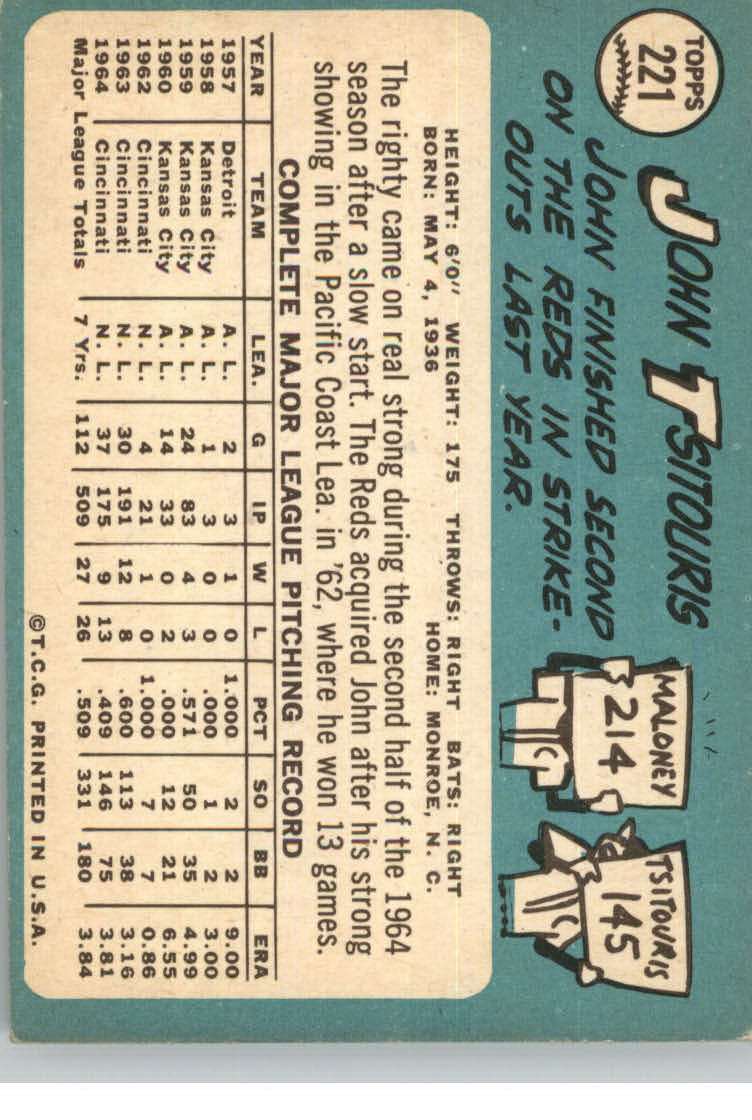 TOPPS
221
JOHN TSITOURIS
JOHN FINISHED SECOND
ON THE REDS IN STRIKE-
OUTS LAST YEAR.
MALONEY
214
TSITOURIS
145
HEIGHT: 6'0" WEIGHT: 175 THROWS: RIGHT BATS: RIGHT
BORN: MAY 4, 1936 HOME: MONROE, N. C.
The righty came on real strong during the second half of the 1964
season after a slow start. The Reds acquired John after his strong
showing in the Pacific Coast Lea. in '62, where he won 13 games.
COMPLETE MAJOR LEAGUE PITCHING RECORD
YEAR TEAM LEA. G IP W L PCT SO BB ERA
1957 Detroit A. L. 2 3 1 0 1.000 2 2 9.00
1958 Kansas City A. L. 1 3 0 0 .000 1 2 3.00
1959 Kansas City A. L. 24 83 4 3 .571 50 35 4.99
1960 Kansas City A. L. 14 33 0 2 .000 12 21 6.55
1962 Cincinnati N. L. 4 21 1 0 1.000 7 7 0.86
1963 Cincinnati N. L. 30 191 12 8 .600 113 38 3.16
1964 Cincinnati N. L. 37 175 9 13 .409 146 75 3.81
Major League Totals 7 Yrs. 112 509 27 26 .509 331 180 3.84
©T.C.G. PRINTED IN U.S.A.